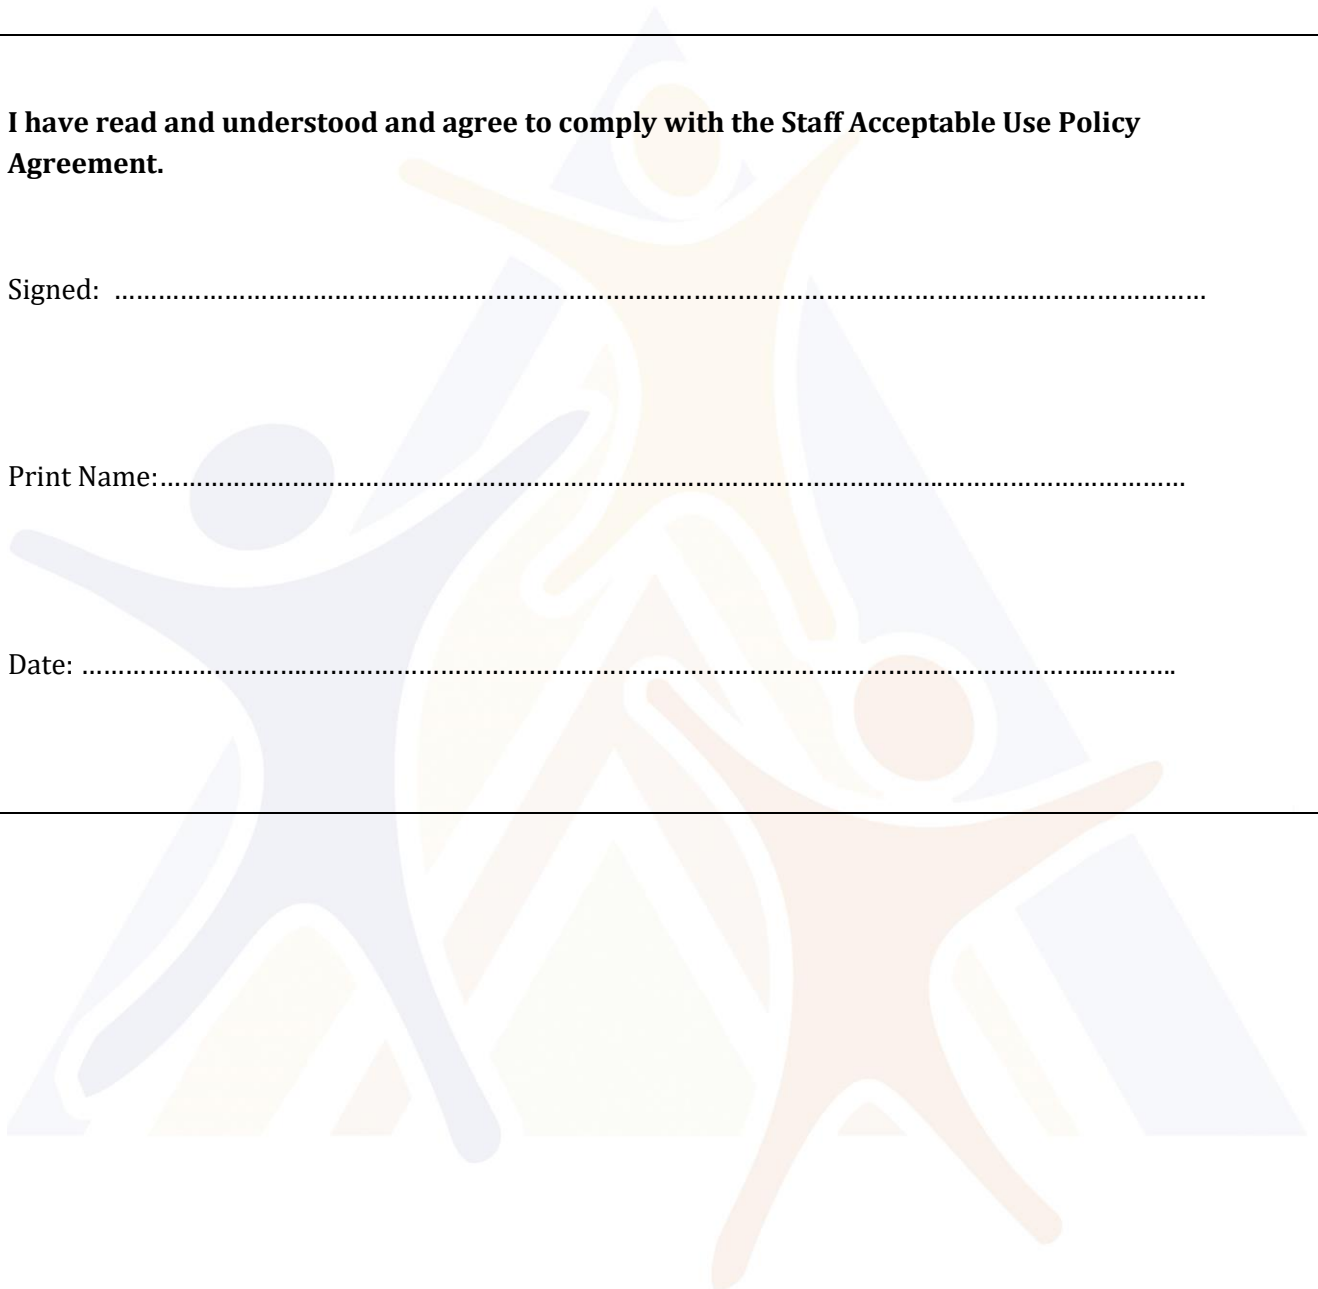 I have read and understood and agree to comply with the Staff Acceptable Use Policy
Agreement.
Signed: ……………………………………..…………………………………………………………………….……………………
Print Name:…………………………..……………………………………………………………………………………………
Date: ………………………….………………………………………………………………………………………………...……….